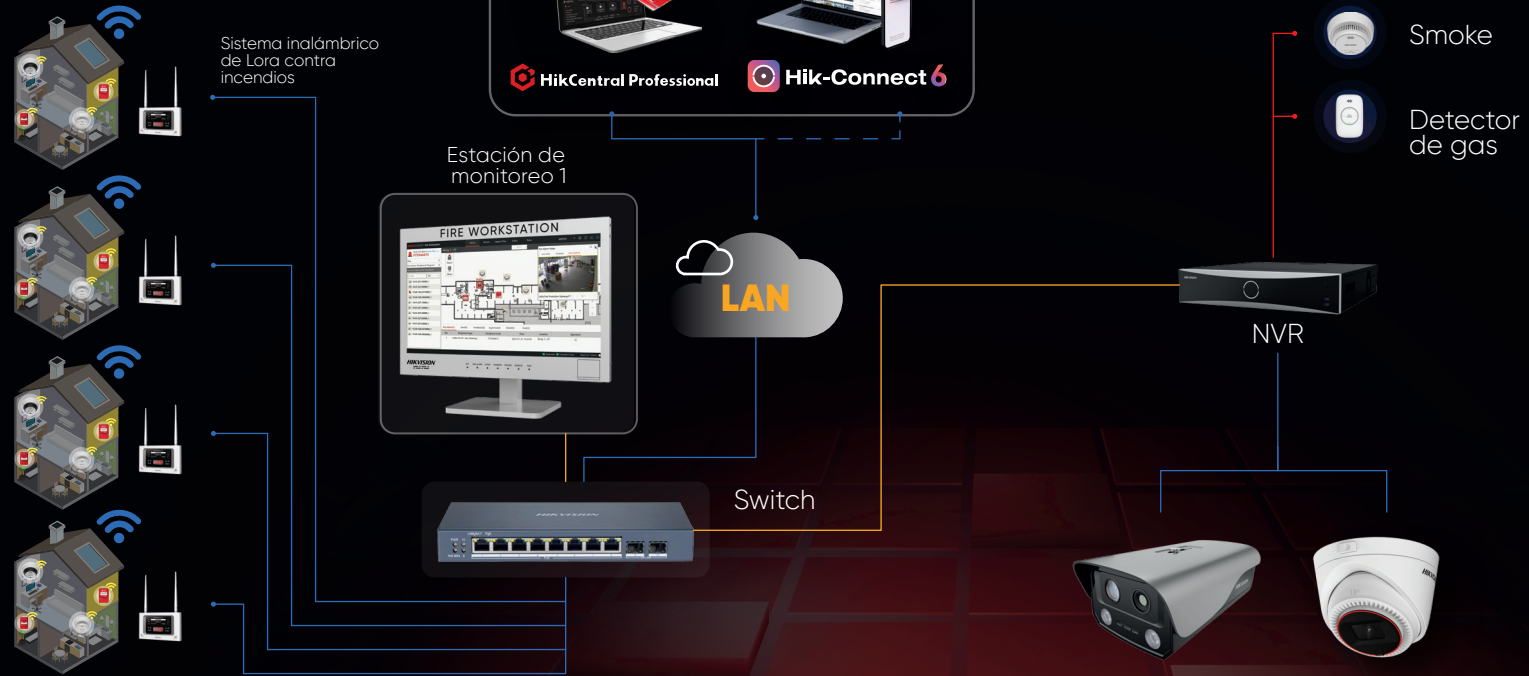 Sistema inalámbrico
de Lora contra
incendios
HikCentral Professional
Hik-Connect 6
Smoke
Detector
de gas
Estación de
monitoreo 1
FIRE WORKSTATION
HIKVISION
LAN
NVR
Switch
HIKVISION